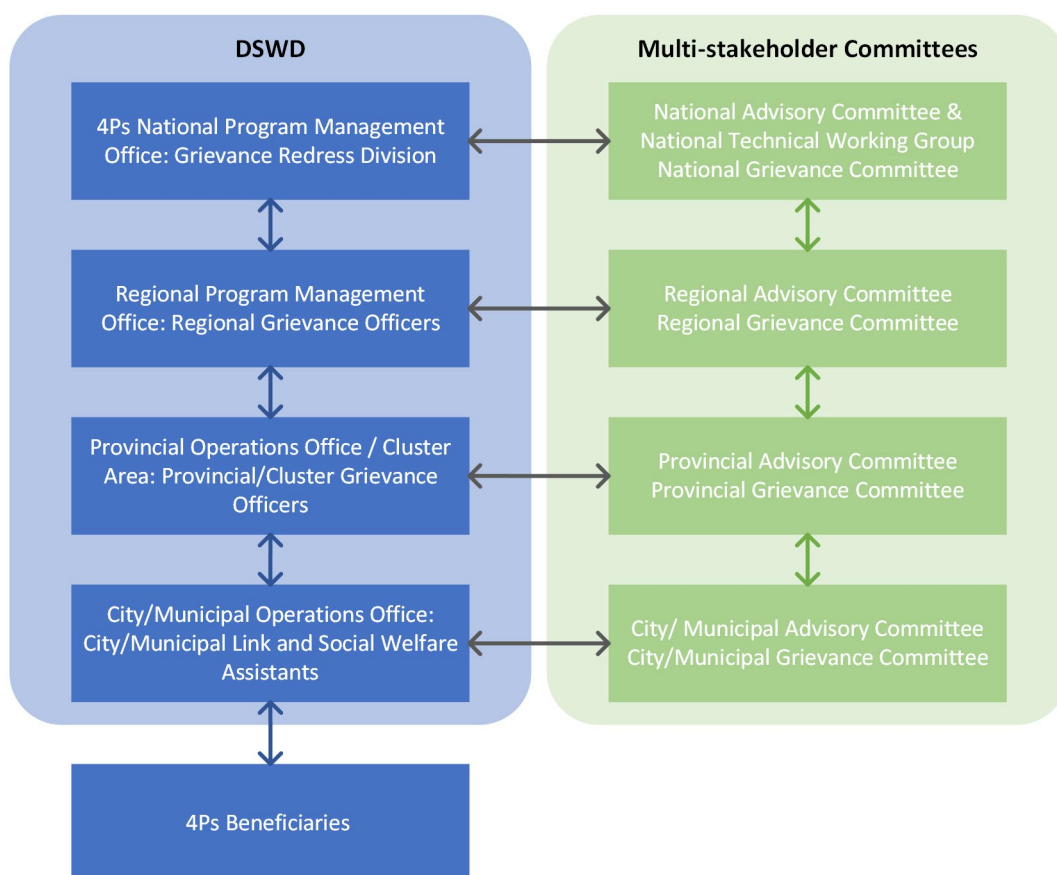 DSWD
Multi-stakeholder Committees
4Ps National Program Management
Office: Grievance Redress Division
National Advisory Committee &
National Technical Working Group
National Grievance Committee
Regional Program Management
Office: Regional Grievance Officers
Regional Advisory Committee
Regional Grievance Committee
Provincial Operations Office / Cluster
Area: Provincial/Cluster Grievance
Officers
Provincial Advisory Committee
Provincial Grievance Committee
City/Municipal Operations Office:
City/Municipal Link and Social Welfare
Assistants
City/ Municipal Advisory Committee
City/Municipal Grievance Committee
4Ps Beneficiaries